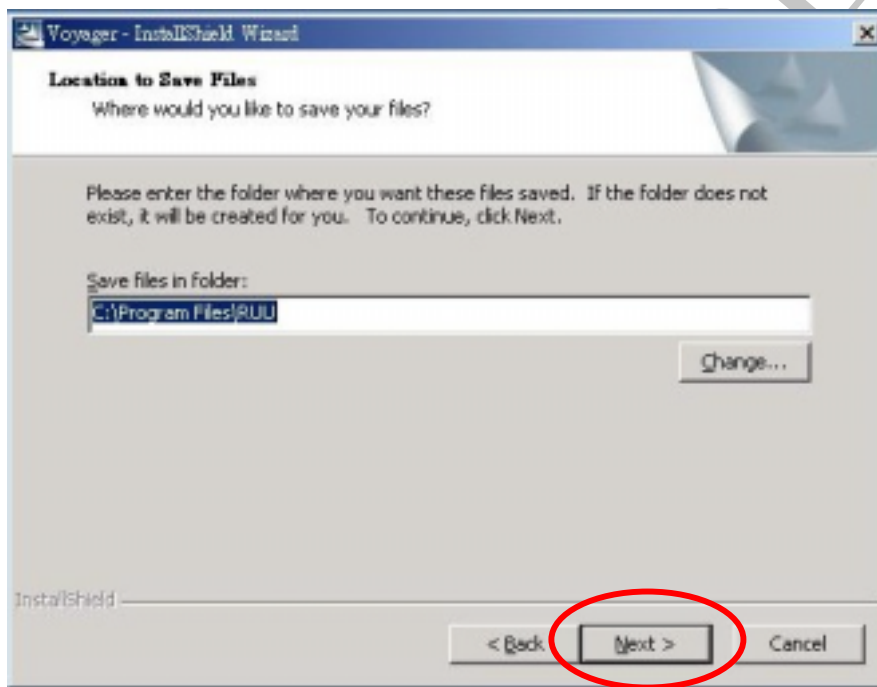 Voyager - InstallShield Wizard
Location to Save Files
Where would you like to save your files?
Please enter the folder where you want these files saved. If the folder does not
exist, it will be created for you. To continue, click Next.
Save files in folder:
C:\Program Files\RUU
Change...
InstallShield
< Back
Next >
Cancel